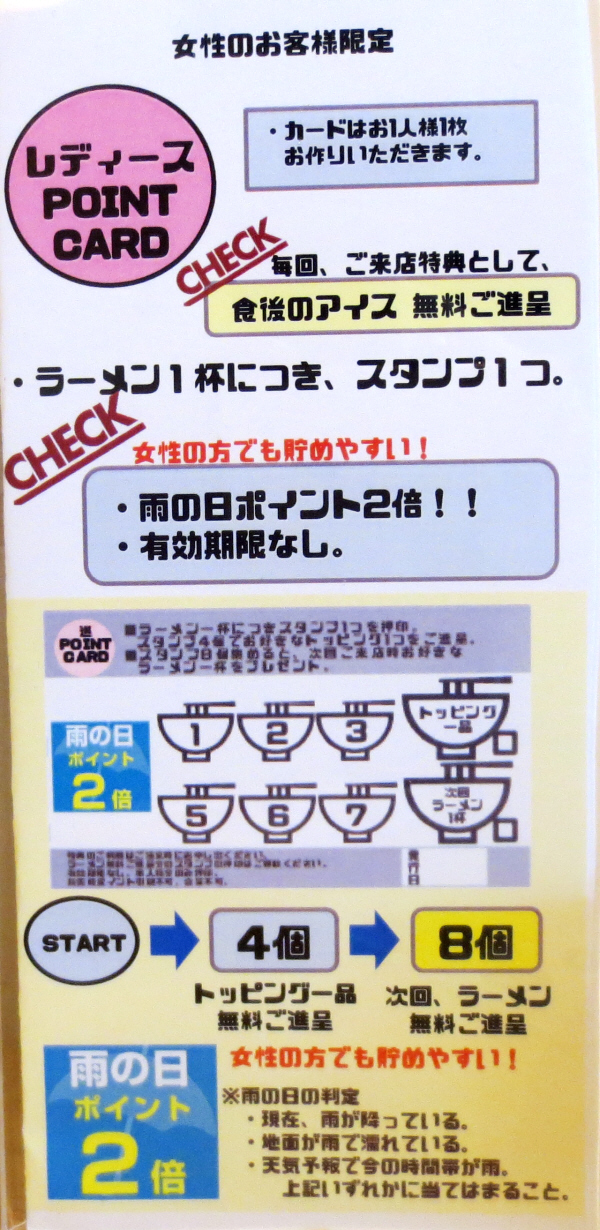 女性のお客様限定
レディース
POINT
CARD
・カードはお1人様1枚
お作りいただきます。
CHECK
毎回、ご来店特典として、
食後のアイス 無料ご進呈
・ラーメン1杯につき、スタンプ1つ。
CHECK
女性の方でも貯めやすい！
・雨の日ポイント2倍！！
・有効期限なし。
POINT
CARD
■ラーメン一杯につきスタンプ1つを押印。
スタンプ4個でお好きなトッピング1つをご進呈。
■スタンプ8個集めると、次回ご来店時お好きな
ラーメン一杯をプレゼント。
雨の日
ポイント
2倍
1
2
3
トッピング
一品
5
6
7
次回
ラーメン
1杯
発行日
START
4個
8個
トッピング一品
無料ご進呈
次回、ラーメン
無料ご進呈
雨の日
ポイント
2倍
女性の方でも貯めやすい！
※雨の日の判定
・現在、雨が降っている。
・地面が雨で濡れている。
・天気予報で今の時間帯が雨。
上記いずれかに当てはまること。